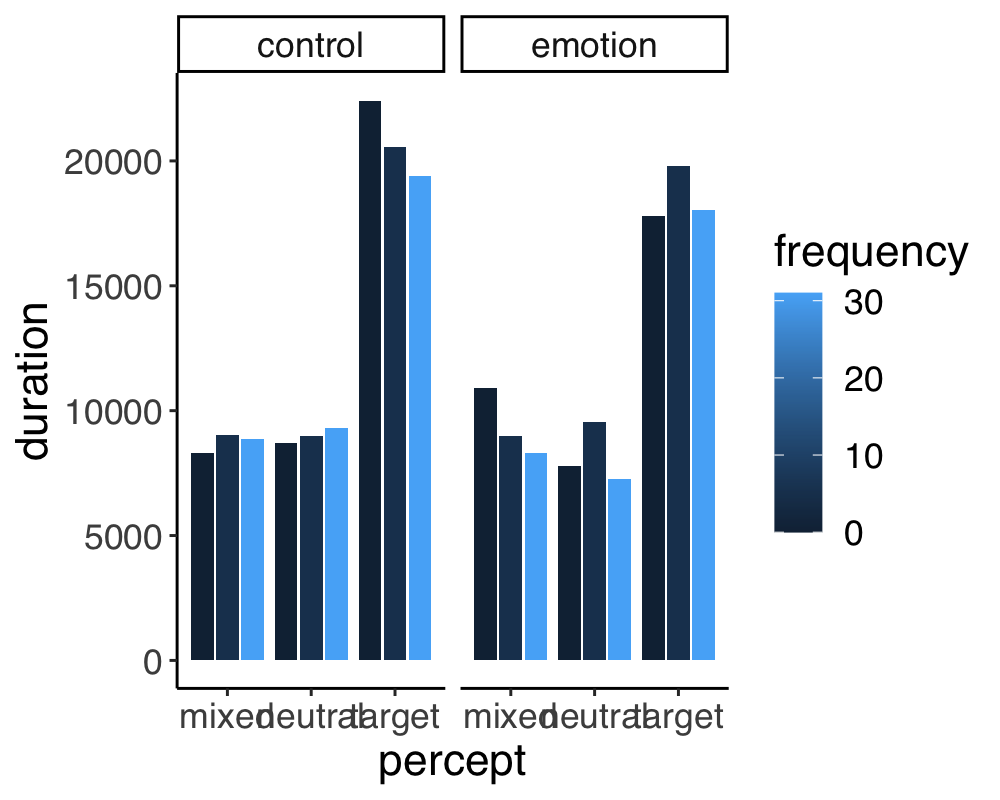 control
emotion
20000
15000
10000
5000
0
duration
mixed
neutral
target
mixed
neutral
target
percept
frequency
30
20
10
0